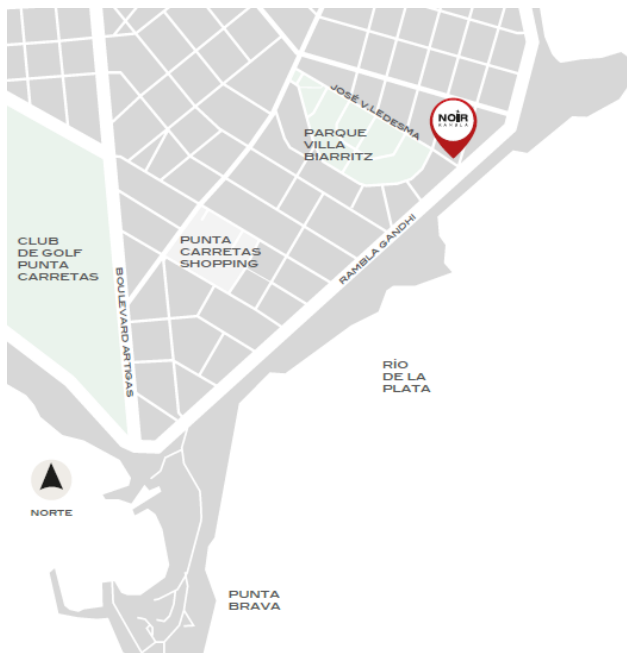 JOSÉ V.LEDESMA
NOIR
RAMBLA
PARQUE
VILLA
BIARRITZ
CLUB
DE GOLF
PUNTA
CARRETAS
PUNTA
CARRETAS
SHOPPING
RAMBLA GANDHI
BOULEVARD ARTIGAS
RÍO
DE LA
PLATA
NORTE
PUNTA
BRAVA